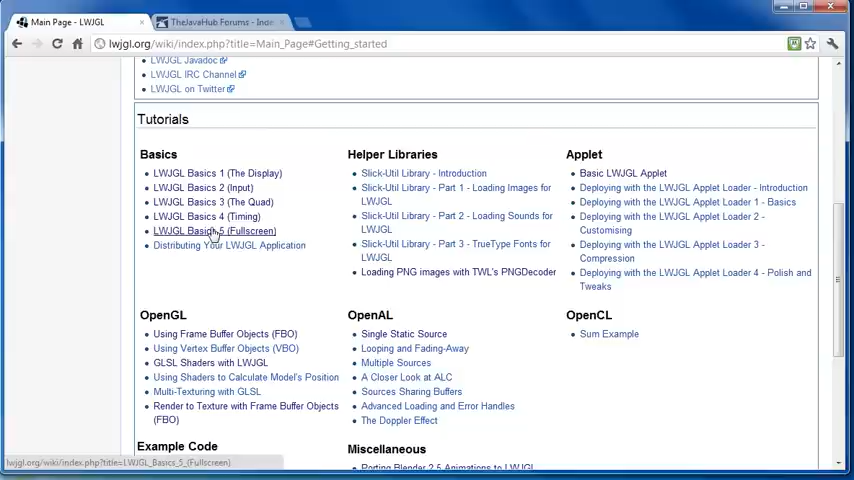 Main Page - LWJGL
TheJavaHub Forums - Inde
lwjgl.org/wiki/index.php?title=Main_Page#Getting_started
LWJGL Javadoc
LWJGL IRC Channel
LWJGL on Twitter
Tutorials
Basics
LWJGL Basics 1 (The Display)
LWJGL Basics 2 (Input)
LWJGL Basics 3 (The Quad)
LWJGL Basics 4 (Timing)
LWJGL Basics 5 (Fullscreen)
Distributing Your LWJGL Application
Helper Libraries
Slick-Util Library - Introduction
Slick-Util Library - Part 1 - Loading Images for
LWJGL
Slick-Util Library - Part 2 - Loading Sounds for
LWJGL
Slick-Util Library - Part 3 - TrueType Fonts for
LWJGL
Loading PNG images with TWL's PNGDecoder
Applet
Basic LWJGL Applet
Deploying with the LWJGL Applet Loader - Introduction
Deploying with the LWJGL Applet Loader 1 - Basics
Deploying with the LWJGL Applet Loader 2 -
Customising
Deploying with the LWJGL Applet Loader 3 -
Compression
Deploying with the LWJGL Applet Loader 4 - Polish and
Tweaks
OpenGL
Using Frame Buffer Objects (FBO)
Using Vertex Buffer Objects (VBO)
GLSL Shaders with LWJGL
Using Shaders to Calculate Model's Position
Multi-Texturing with GLSL
Render to Texture with Frame Buffer Objects
(FBO)
OpenAL
Single Static Source
Looping and Fading-Away
Multiple Sources
A Closer Look at ALC
Sources Sharing Buffers
Advanced Loading and Error Handles
The Doppler Effect
OpenCL
Sum Example
Example Code
Miscellaneous
Porting Blender 2.5 Animations to LWJGL
lwjgl.org/wiki/index.php?title=LWJGL_Basics_5_(Fullscreen)